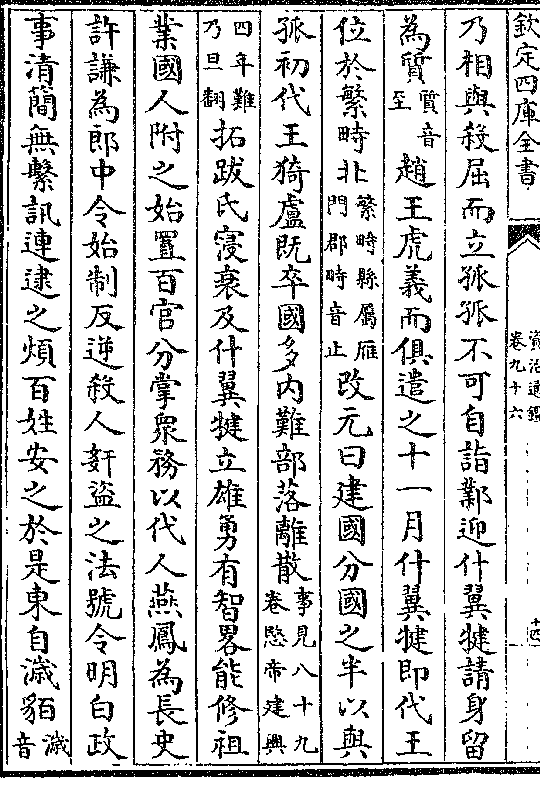 欽定四庫全書
資治通鑑
卷九十六
十四
乃相與殺屈而立孤孤不可自詣鄴迎什翼犍請身留
為質質音至趙王虎義而俱遣之十一月什翼犍即代王
位於繁畤北繁畤縣屬雁門郡畤音止改元曰建國分國之半以與
孤初代王猗盧既卒國多內難部落離散事見八十九卷愍帝建興
四年難乃旦翻拓跋氏寖衰及什翼犍立雄勇有智畧能修祖
業國人附之始置百官分掌衆務以代人燕鳳為長史
許謙為郎中令始制反逆殺人姦盜之法號令明白政
事清簡無繫訊連逮之煩百姓安之於是東自濊貊濊音